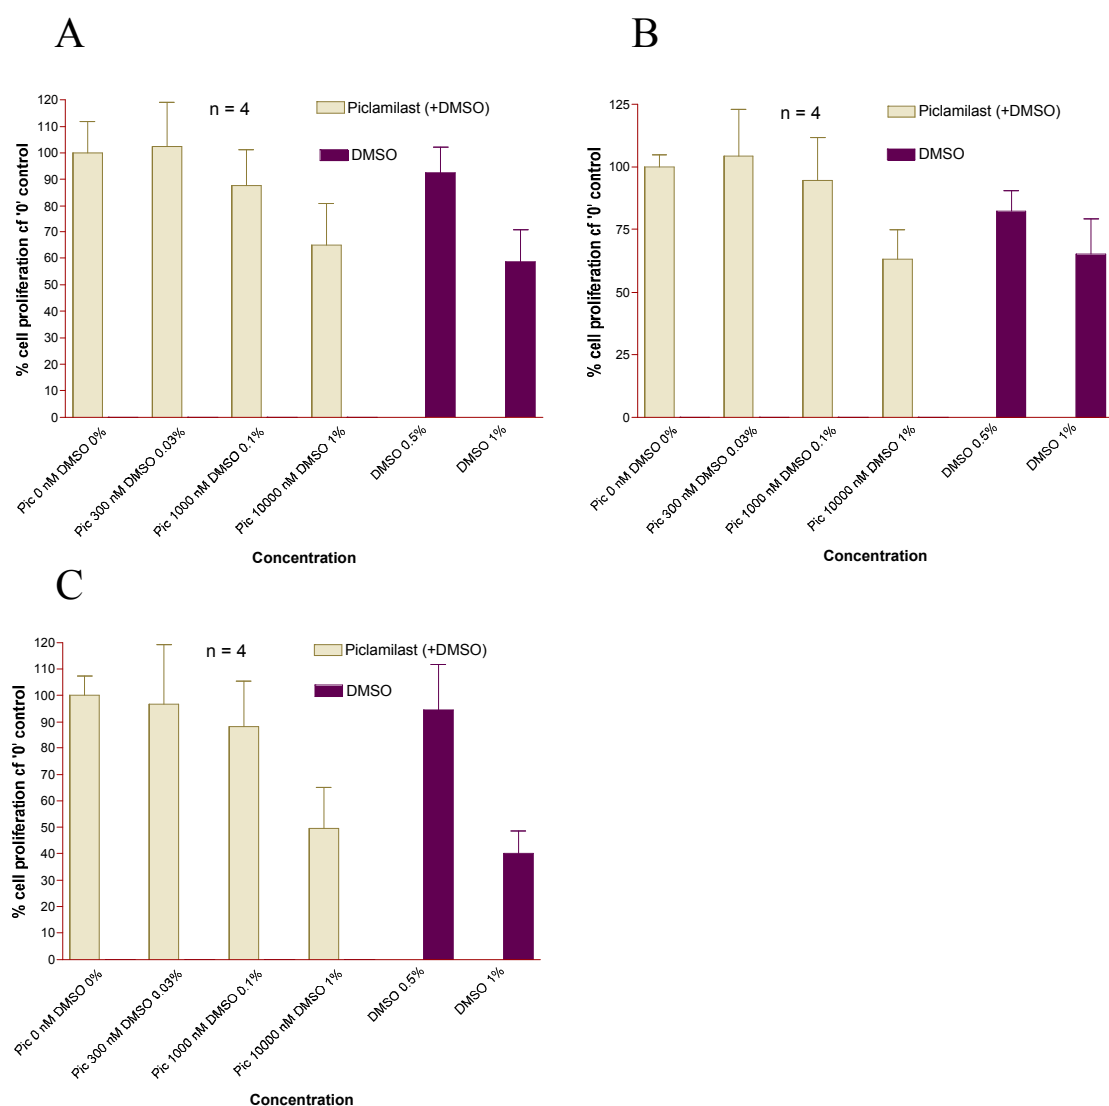 A
n = 4
Piclamilast (+DMSO)
DMSO
% cell proliferation cf '0' control
120
110
100
90
80
70
60
50
40
30
20
10
0
Pic 0 nM DMSO 0%
Pic 300 nM DMSO 0.03%
Pic 1000 nM DMSO 0.1%
Pic 10000 nM DMSO 1%
DMSO 0.5%
DMSO 1%
Concentration
B
n = 4
Piclamilast (+DMSO)
DMSO
% cell proliferation cf '0' control
125
100
75
50
25
0
Pic 0 nM DMSO 0%
Pic 300 nM DMSO 0.03%
Pic 1000 nM DMSO 0.1%
Pic 10000 nM DMSO 1%
DMSO 0.5%
DMSO 1%
Concentration
C
n = 4
Piclamilast (+DMSO)
DMSO
% cell proliferation cf '0' control
120
110
100
90
80
70
60
50
40
30
20
10
0
Pic 0 nM DMSO 0%
Pic 300 nM DMSO 0.03%
Pic 1000 nM DMSO 0.1%
Pic 10000 nM DMSO 1%
DMSO 0.5%
DMSO 1%
Concentration